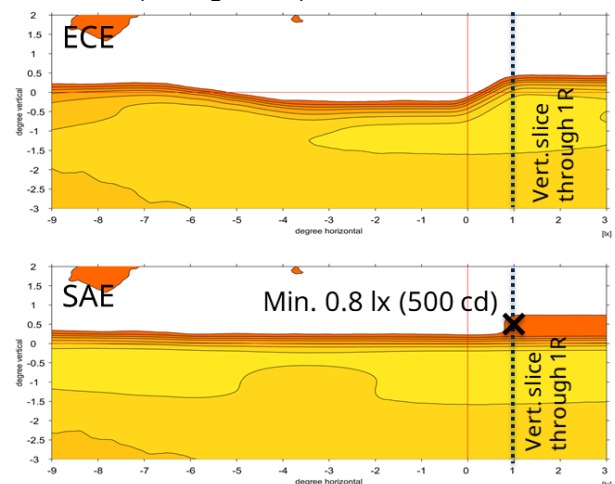 2
1.5
ECE
1
0.5
0
-0.5
-1
-1.5
-2
-2.5
-3
degree vertical
Vert. slice
through 1R
-9 -8 -7 -6 -5 -4 -3 -2 -1 0 1 2 3
degree horizontal
[lx]
2
1.5
SAE
Min. 0.8 lx (500 cd)
1
0.5
0
-0.5
-1
-1.5
-2
-2.5
-3
degree vertical
Vert. slice
through 1R
-9 -8 -7 -6 -5 -4 -3 -2 -1 0 1 2 3
degree horizontal